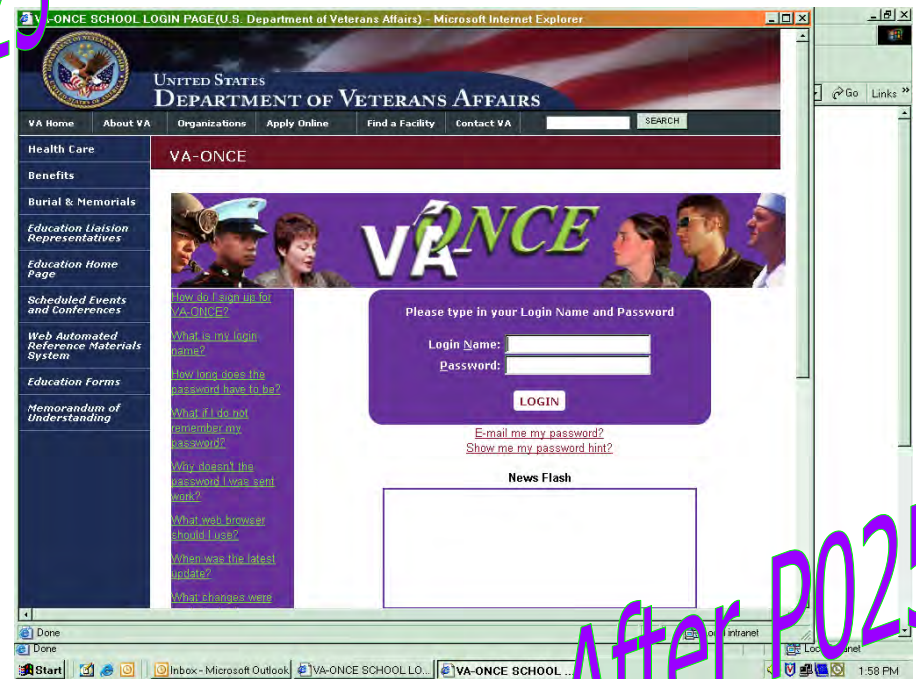 VA-ONCE SCHOOL LOGIN PAGE(U.S. Department of Veterans Affairs) - Microsoft Internet Explorer
UNITED STATES
DEPARTMENT OF VETERANS AFFAIRS
Go Links »
VA Home About VA Organizations Apply Online Find a Facility Contact VA SEARCH
Health Care
Benefits
Burial & Memorials
Education Liaision
Representatives
Education Home
Page
Scheduled Events
and Conferences
Web Automated
Reference Materials
System
Education Forms
Memorandum of
Understanding
VA-ONCE
VA ONCE
How do I sign up for
VA-ONCE?
What is my login
name?
How long does the
password have to be?
What if I do not
remember my
password?
Why doesn't the
password I was sent
work?
What web browser
should I use?
When was the latest
update?
What changes were
Please type in your Login Name and Password
Login Name:
Password:
LOGIN
E-mail me my password?
Show me my password hint?
News Flash
After P025
Done
Done
Start Inbox - Microsoft Outlook VA-ONCE SCHOOL LO... VA-ONCE SCHOOL ... 1:58 PM